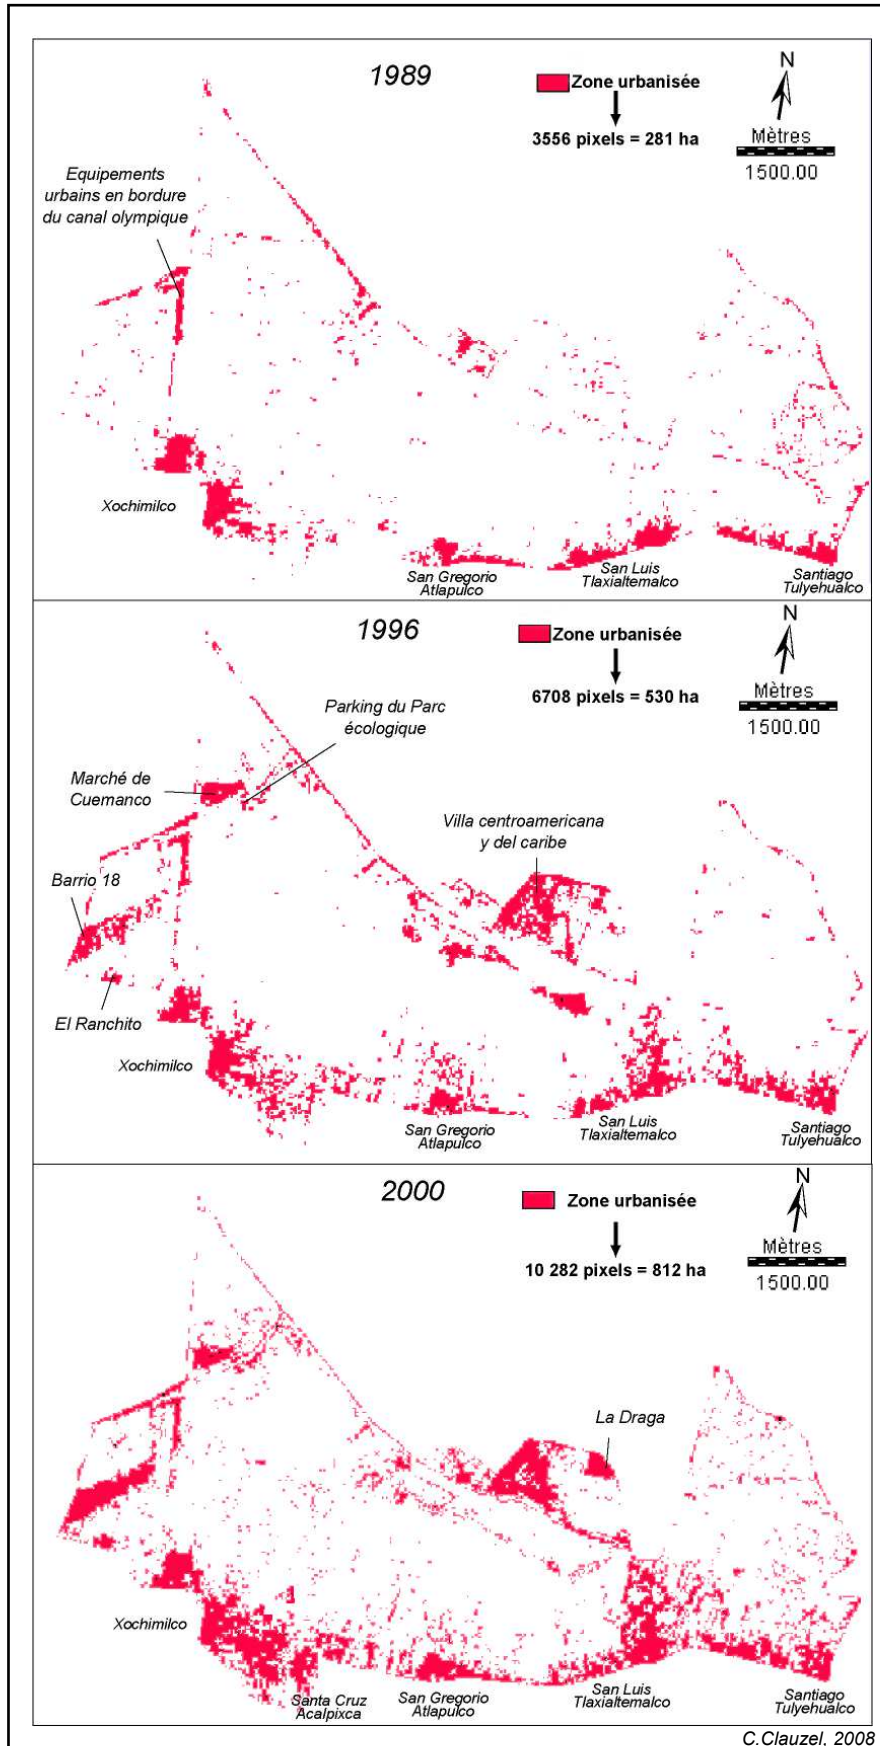 1989
Zone urbanisée
3556 pixels = 281 ha
N
Mètres
1500.00
Equipements
urbains en bordure
du canal olympique
Xochimilco
San Gregorio
Atlapulco
San Luis
Tlaxialtemalco
Santiago
Tulyehualco
1996
Zone urbanisée
6708 pixels = 530 ha
N
Mètres
1500.00
Parking du Parc
écologique
Marché de
Cuemanco
Villa centroamericana
y del caribe
Barrio 18
El Ranchito
Xochimilco
San Gregorio
Atlapulco
San Luis
Tlaxialtemalco
Santiago
Tulyehualco
2000
Zone urbanisée
10 282 pixels = 812 ha
N
Mètres
1500.00
La Draga
Xochimilco
Santa Cruz
Acalpixca
San Gregorio
Atlapulco
San Luis
Tlaxialtemalco
Santiago
Tulyehualco
C.Clauzel, 2008